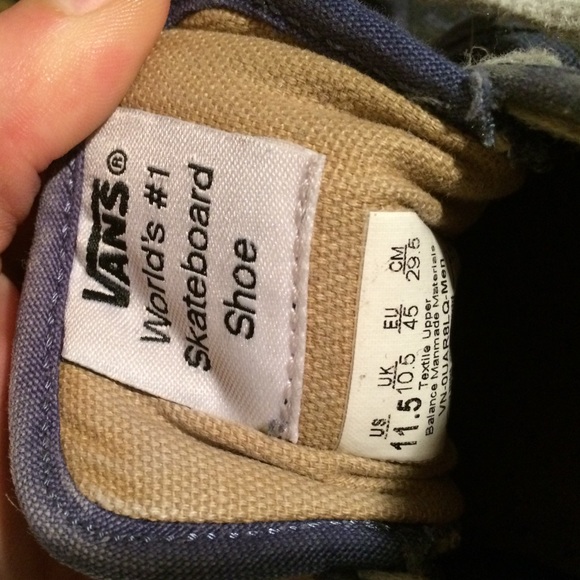 VANS®
World's #1
Skateboard
Shoe
US UK EU CM
11.5 10.5 45 29.5
Textile Upper
Balance Manmade Materials